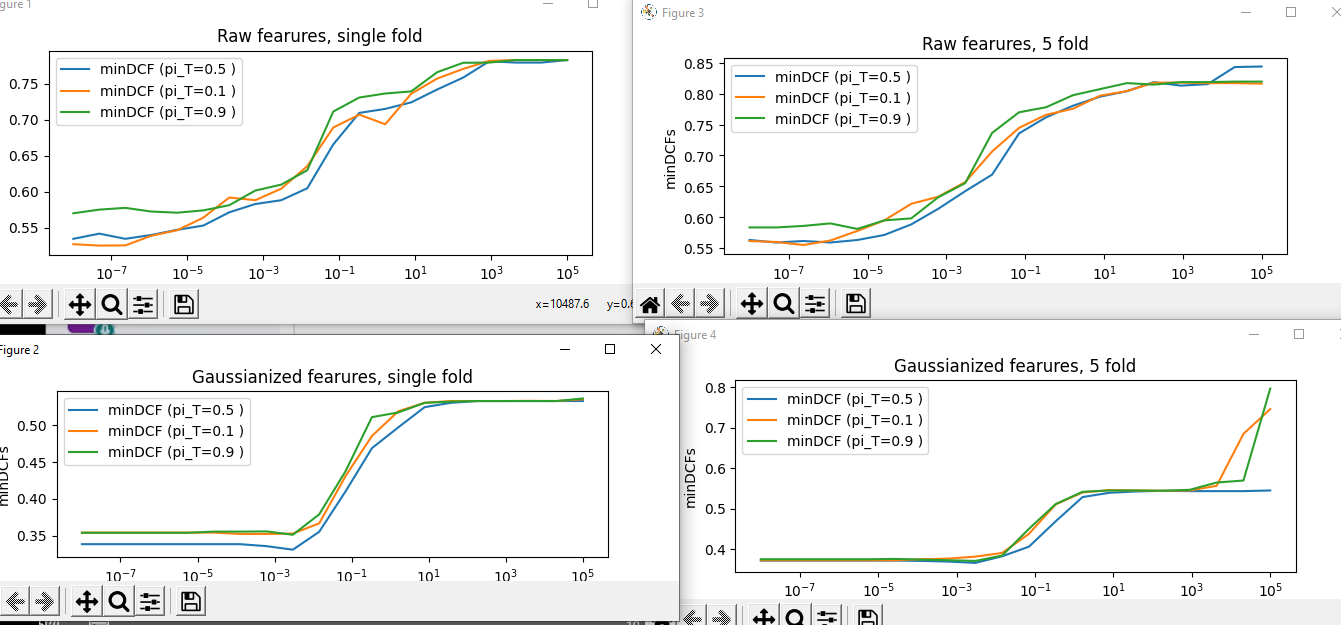 Figure 1
Raw fearures, single fold
minDCF (pi_T=0.5 )
minDCF (pi_T=0.1 )
minDCF (pi_T=0.9 )
0.75
0.70
0.65
0.60
0.55
10⁻⁷ 10⁻⁵ 10⁻³ 10⁻¹ 10¹ 10³ 10⁵
x=10487.6 y=0.6
Figure 3
Raw fearures, 5 fold
minDCF (pi_T=0.5 )
minDCF (pi_T=0.1 )
minDCF (pi_T=0.9 )
minDCFs
0.85
0.80
0.75
0.70
0.65
0.60
0.55
10⁻⁷ 10⁻⁵ 10⁻³ 10⁻¹ 10¹ 10³ 10⁵
Figure 2
Gaussianized fearures, single fold
minDCF (pi_T=0.5 )
minDCF (pi_T=0.1 )
minDCF (pi_T=0.9 )
minDCFs
0.50
0.45
0.40
0.35
10⁻⁷ 10⁻⁵ 10⁻³ 10⁻¹ 10¹ 10³ 10⁵
Figure 4
Gaussianized fearures, 5 fold
minDCF (pi_T=0.5 )
minDCF (pi_T=0.1 )
minDCF (pi_T=0.9 )
minDCFs
0.8
0.7
0.6
0.5
0.4
10⁻⁷ 10⁻⁵ 10⁻³ 10⁻¹ 10¹ 10³ 10⁵